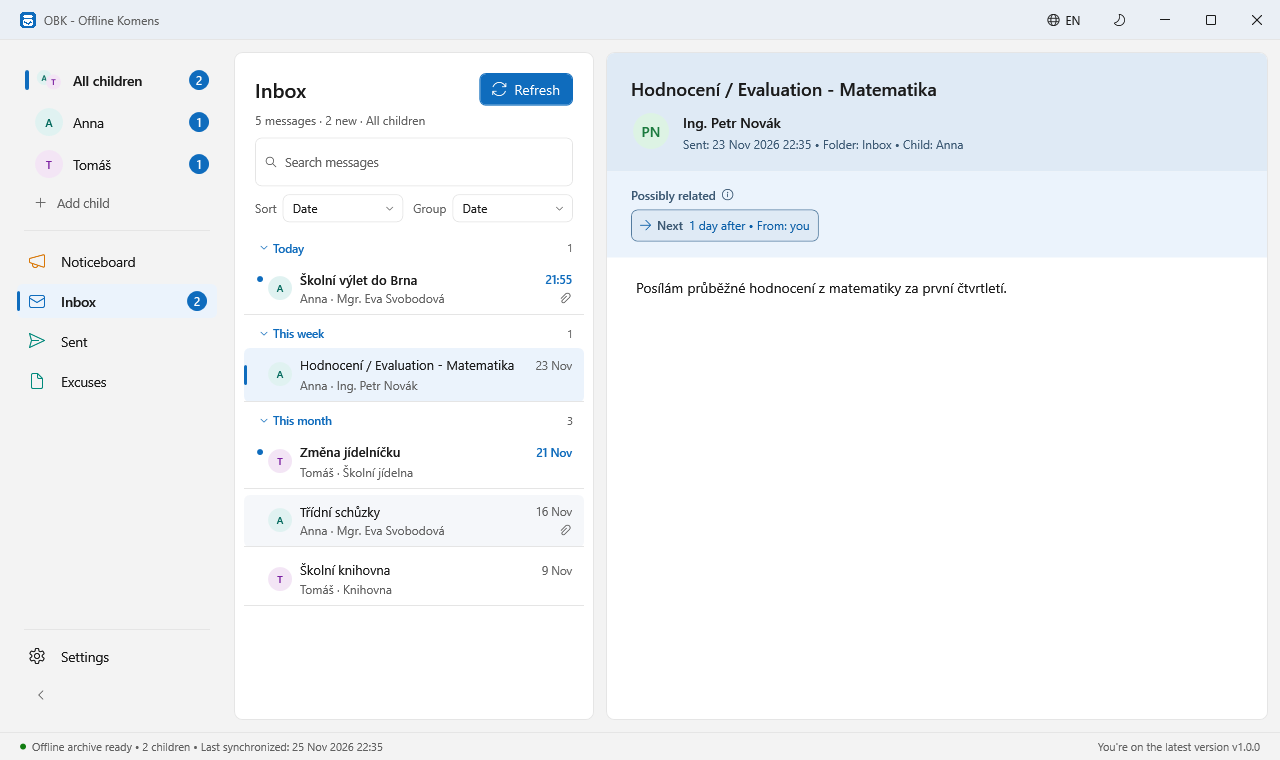 OBK - Offline Komens
EN
A T All children 2
A Anna 1
T Tomáš 1
Add child
Noticeboard
Inbox 2
Sent
Excuses
Settings
Inbox
Refresh
5 messages · 2 new · All children
Search messages
Sort Date Group Date
Today 1
A Školní výlet do Brna 21:55
Anna · Mgr. Eva Svobodová
This week 1
A Hodnocení / Evaluation - Matematika 23 Nov
Anna · Ing. Petr Novák
This month 3
T Změna jídelníčku 21 Nov
Tomáš · Školní jídelna
A Třídní schůzky 16 Nov
Anna · Mgr. Eva Svobodová
T Školní knihovna 9 Nov
Tomáš · Knihovna
Hodnocení / Evaluation - Matematika
PN Ing. Petr Novák
Sent: 23 Nov 2026 22:35 • Folder: Inbox • Child: Anna
Possibly related
Next 1 day after • From: you
Posílám průběžné hodnocení z matematiky za první čtvrtletí.
Offline archive ready • 2 children • Last synchronized: 25 Nov 2026 22:35
You're on the latest version v1.0.0